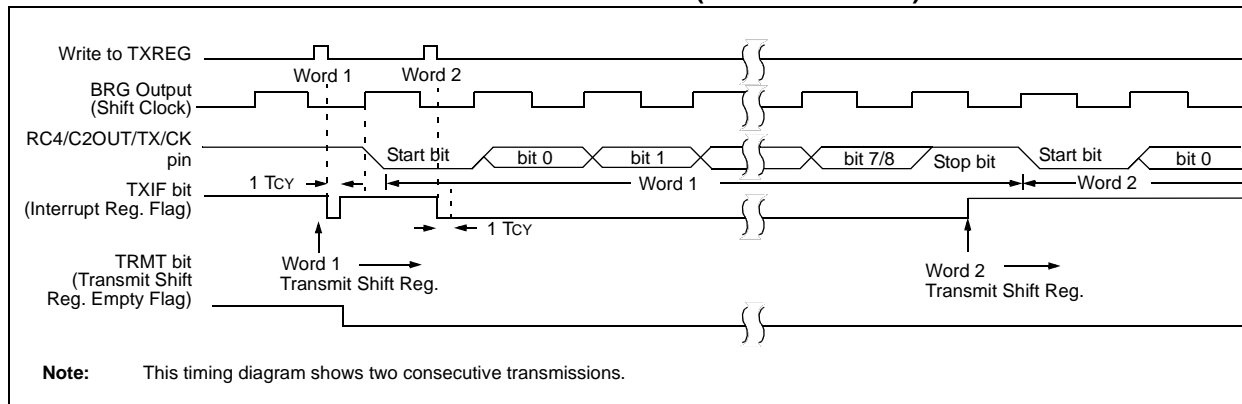 Write to TXREG
Word 1
Word 2
BRG Output
(Shift Clock)
RC4/C2OUT/TX/CK
pin
Start bit
bit 0
bit 1
bit 7/8
Stop bit
Start bit
bit 0
Word 1
Word 2
1 TCY
TXIF bit
(Interrupt Reg. Flag)
1 TCY
TRMT bit
(Transmit Shift
Reg. Empty Flag)
Word 1
Transmit Shift Reg.
Word 2
Transmit Shift Reg.
Note: This timing diagram shows two consecutive transmissions.